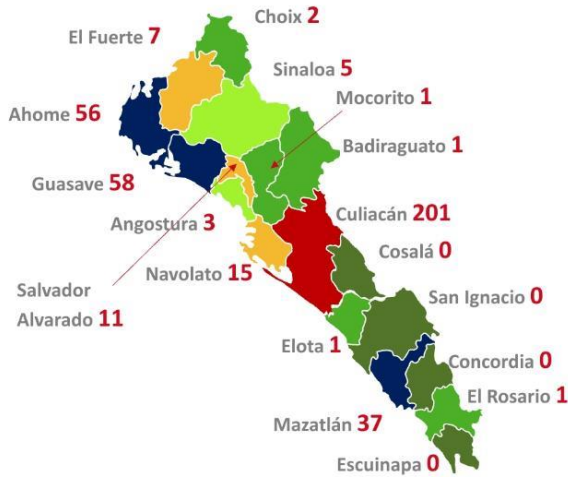 Choix 2
El Fuerte 7
Sinaloa 5
Mocorito 1
Ahome 56
Badiraguato 1
Guasave 58
Culiacán 201
Angostura 3
Cosalá 0
Navolato 15
Salvador
Alvarado 11
San Ignacio 0
Elota 1
Concordia 0
El Rosario 1
Mazatlán 37
Escuinapa 0